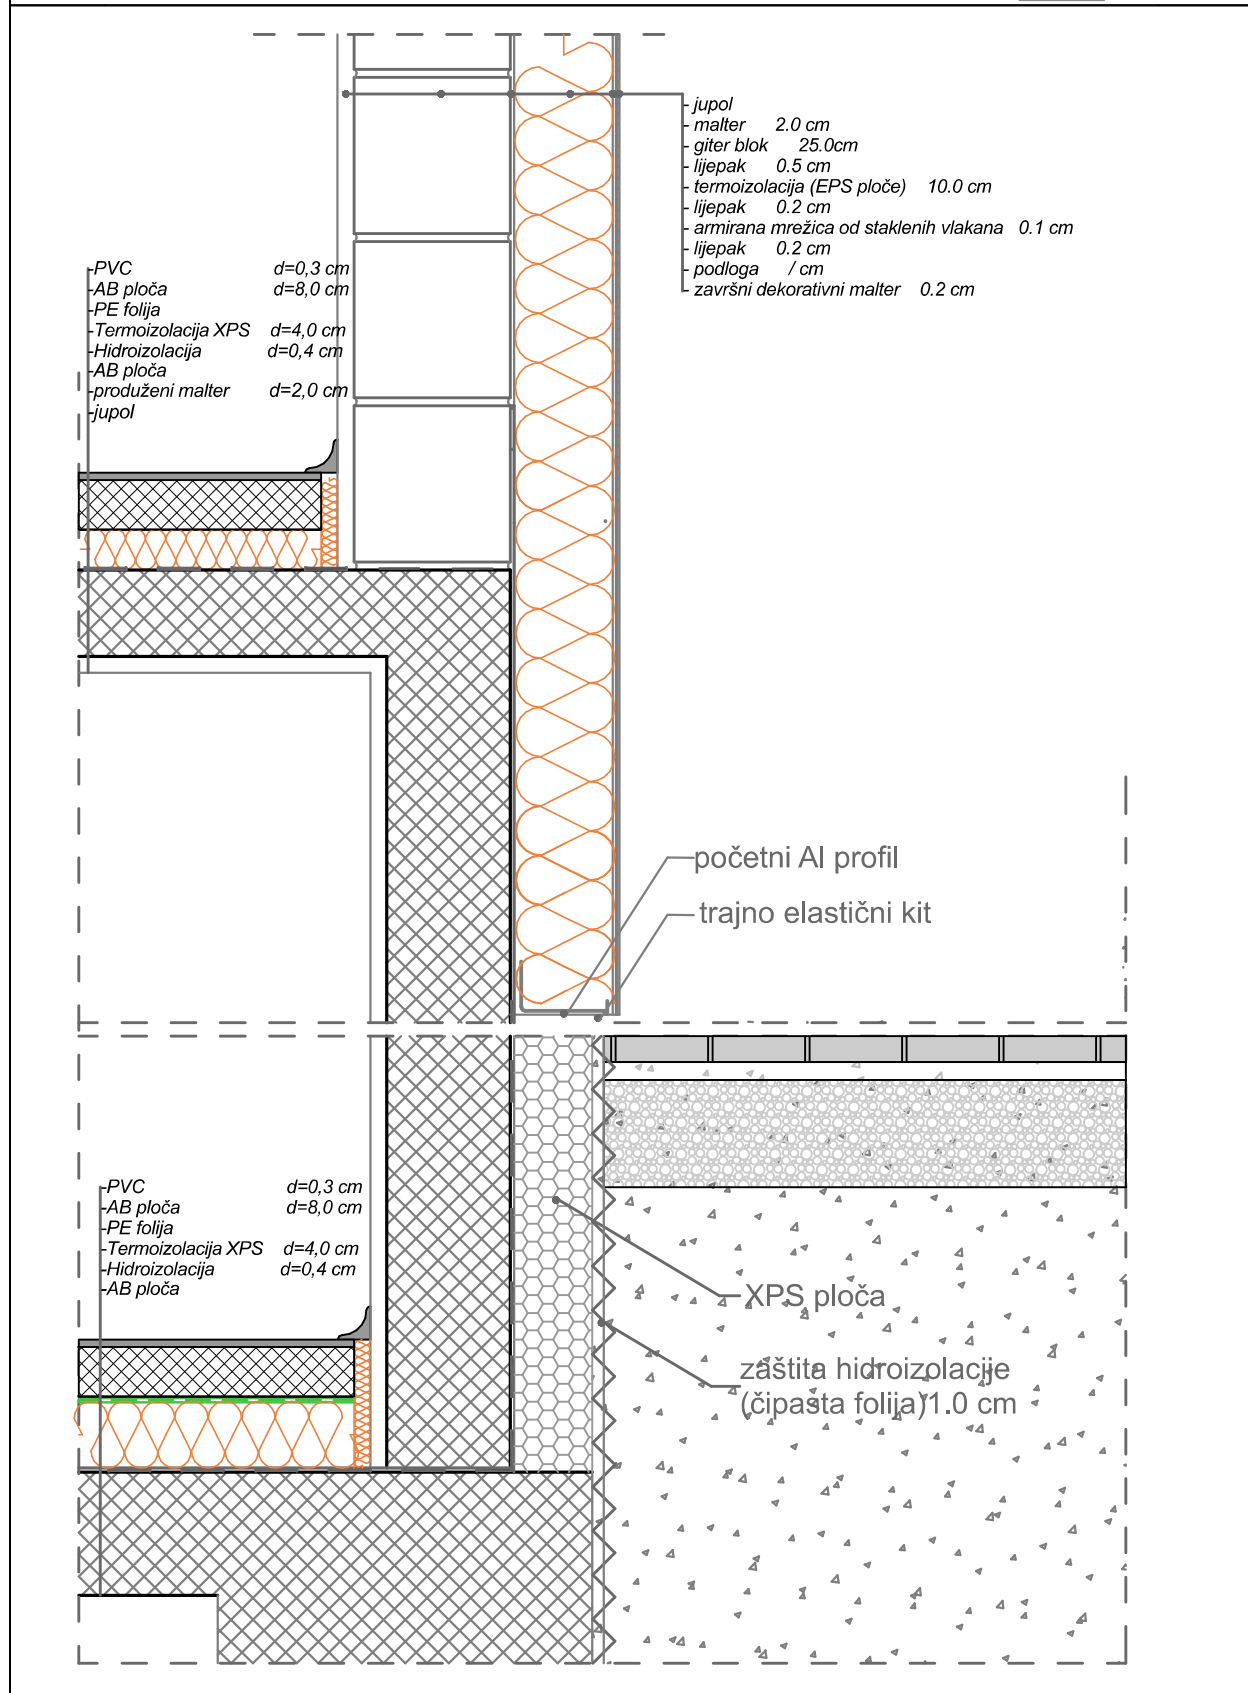 jupol
malter 2.0 cm
giter blok 25.0cm
lijepak 0.5 cm
termoizolacija (EPS ploče) 10.0 cm
lijepak 0.2 cm
armirana mrežica od staklenih vlakana 0.1 cm
lijepak 0.2 cm
podloga / cm
završni dekorativni malter 0.2 cm
PVC d=0,3 cm
AB ploča d=8,0 cm
PE folija
Termoizolacija XPS d=4,0 cm
Hidroizolacija d=0,4 cm
AB ploča
produženi malter d=2,0 cm
jupol
početni Al profil
trajno elastični kit
PVC d=0,3 cm
AB ploča d=8,0 cm
PE folija
Termoizolacija XPS d=4,0 cm
Hidroizolacija d=0,4 cm
AB ploča
XPS ploča
zaštita hidroizolacije
(čipasta folija)1.0 cm